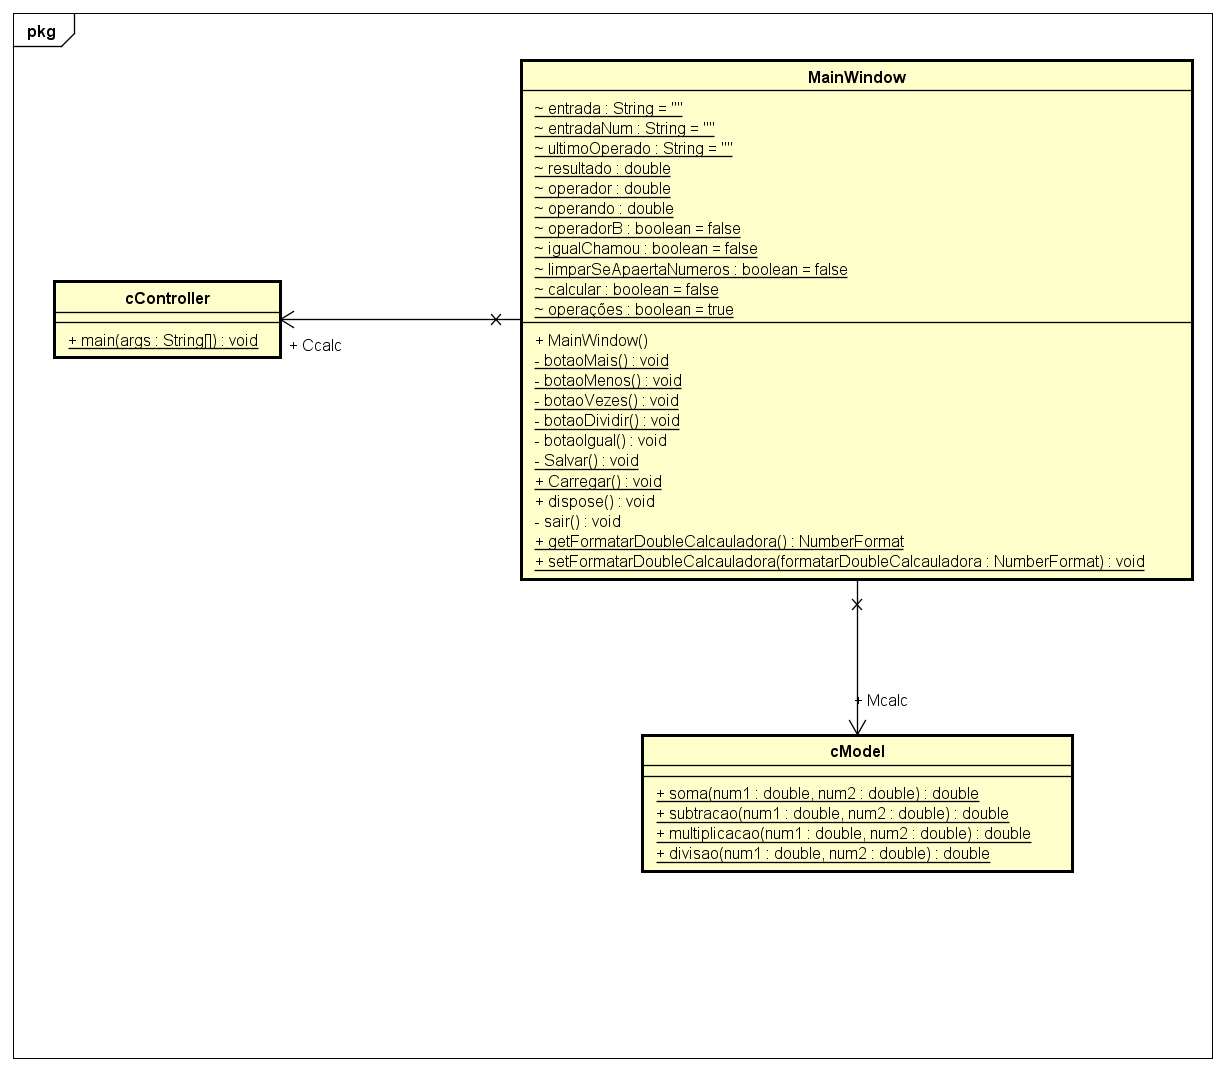 pkg
MainWindow
~ entrada : String = ""
~ entradaNum : String = ""
~ ultimoOperado : String = ""
~ resultado : double
~ operador : double
~ operando : double
~ operadorB : boolean = false
~ igualChamou : boolean = false
~ limparSeApaertaNumeros : boolean = false
~ calcular : boolean = false
~ operações : boolean = true
+ MainWindow()
- botaoMais() : void
- botaoMenos() : void
- botaoVezes() : void
- botaoDividir() : void
- botaoIgual() : void
- Salvar() : void
+ Carregar() : void
+ dispose() : void
- sair() : void
+ getFormatarDoubleCalcauladora() : NumberFormat
+ setFormatarDoubleCalcauladora(formatarDoubleCalcauladora : NumberFormat) : void
cController
+ main(args : String[]) : void
+ Ccalc
+ Mcalc
cModel
+ soma(num1 : double, num2 : double) : double
+ subtracao(num1 : double, num2 : double) : double
+ multiplicacao(num1 : double, num2 : double) : double
+ divisao(num1 : double, num2 : double) : double